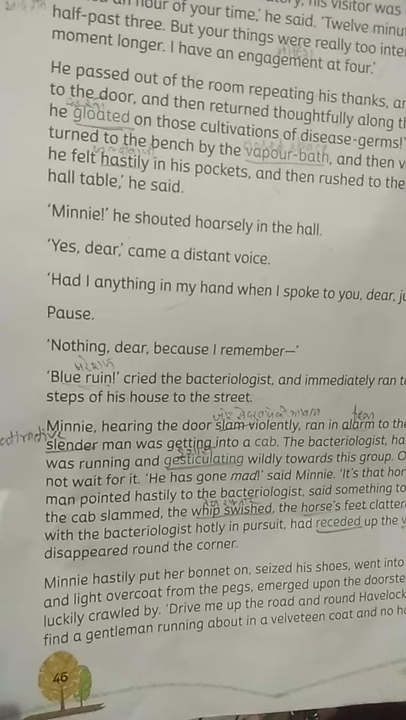 an hour of your time,' he said. 'Twelve
half-past three. But your things were really too
moment longer. I have an engagement at four.'
He passed out of the room repeating his thanks,
to the door, and then returned thoughtfully along
he gloated on those cultivations of disease-germs!'
turned to the bench by the vapour-bath, and then
he felt hastily in his pockets, and then rushed to the
hall table,' he said.
'Minnie!' he shouted hoarsely in the hall.
'Yes, dear,' came a distant voice.
'Had I anything in my hand when I spoke to you, dear,
Pause.
'Nothing, dear, because I remember—'
'Blue ruin!' cried the bacteriologist, and immediately ran
steps of his house to the street.
fear
Minnie, hearing the door slam violently, ran in alarm to
slender man was getting into a cab. The bacteriologist,
was running and gesticulating wildly towards this group.
not wait for it. 'He has gone mad!' said Minnie. 'It's that
man pointed hastily to the bacteriologist, said something to
the cab slammed, the whip swished, the horse's feet
with the bacteriologist hotly in pursuit, had receded up the
disappeared round the corner.
Minnie hastily put her bonnet on, seized his shoes, went into
and light overcoat from the pegs, emerged upon the
luckily crawled by. 'Drive me up the road and round Havelock
find a gentleman running about in a velveteen coat and no
46